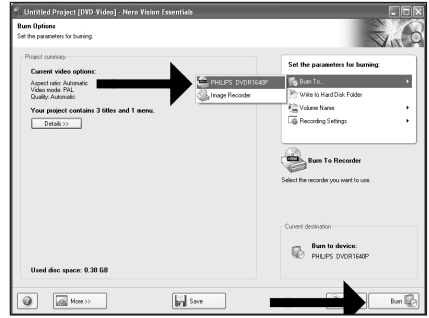 Untitled Project [DVD-Video] - Nero Vision Essentials
Burn Options
Set the parameters for burning.
Project summary
Current video options:
Aspect ratio: Automatic
Video mode: PAL
Quality: Automatic
Your project contains 3 titles and 1 menu.
Details >>
Used disc space: 0.38 GB
PHILIPS DVDR1640P
Image Recorder
Set the parameters for burning:
Burn To...
Write to Hard Disk Folder
Volume Name
Recording Settings
Burn To Recorder
Select the recorder you want to use.
Current destination
Burn to device:
PHILIPS DVDR1640P
More >>
Save
Burn